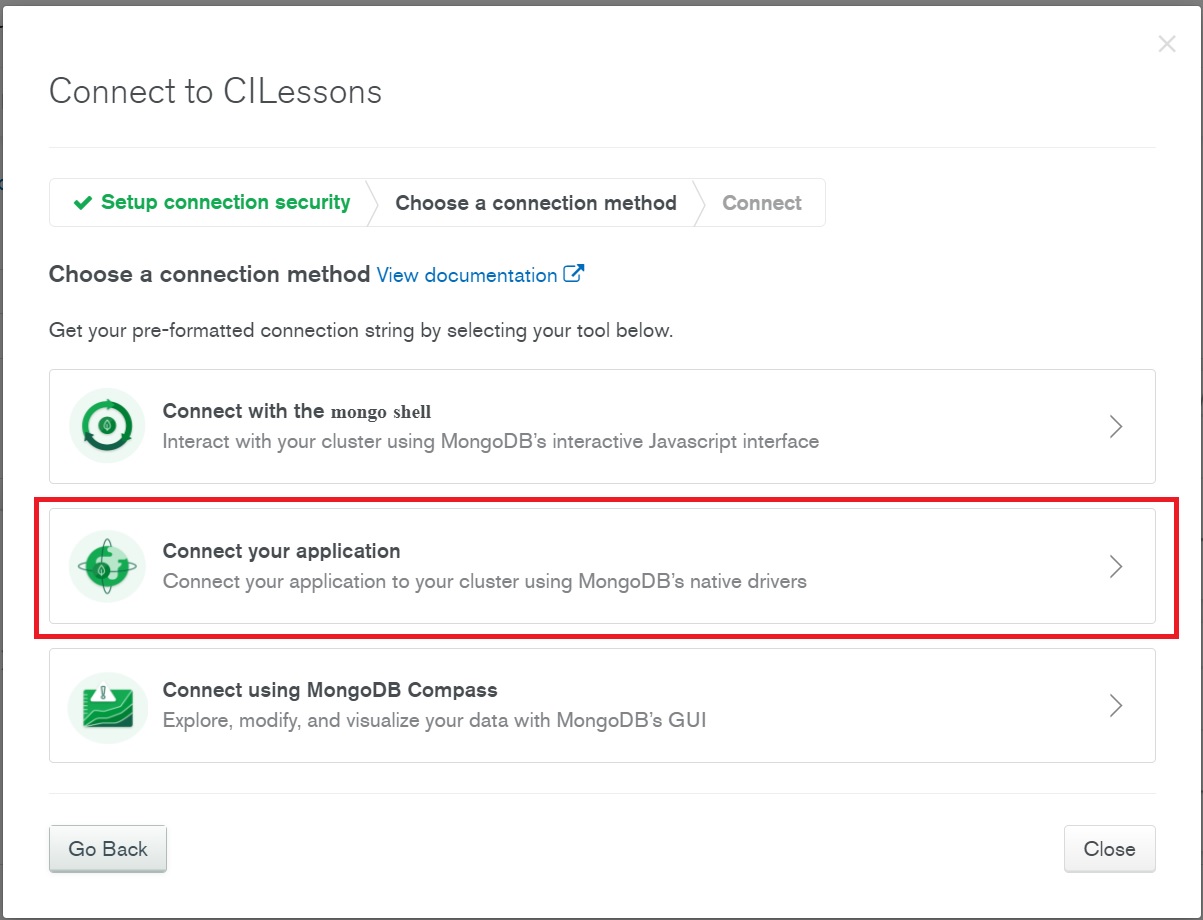 Connect to CILessons
Setup connection security
Choose a connection method
Connect
Choose a connection method View documentation
Get your pre-formatted connection string by selecting your tool below.
Connect with the mongo shell
Interact with your cluster using MongoDB's interactive Javascript interface
Connect your application
Connect your application to your cluster using MongoDB's native drivers
Connect using MongoDB Compass
Explore, modify, and visualize your data with MongoDB's GUI
Go Back
Close